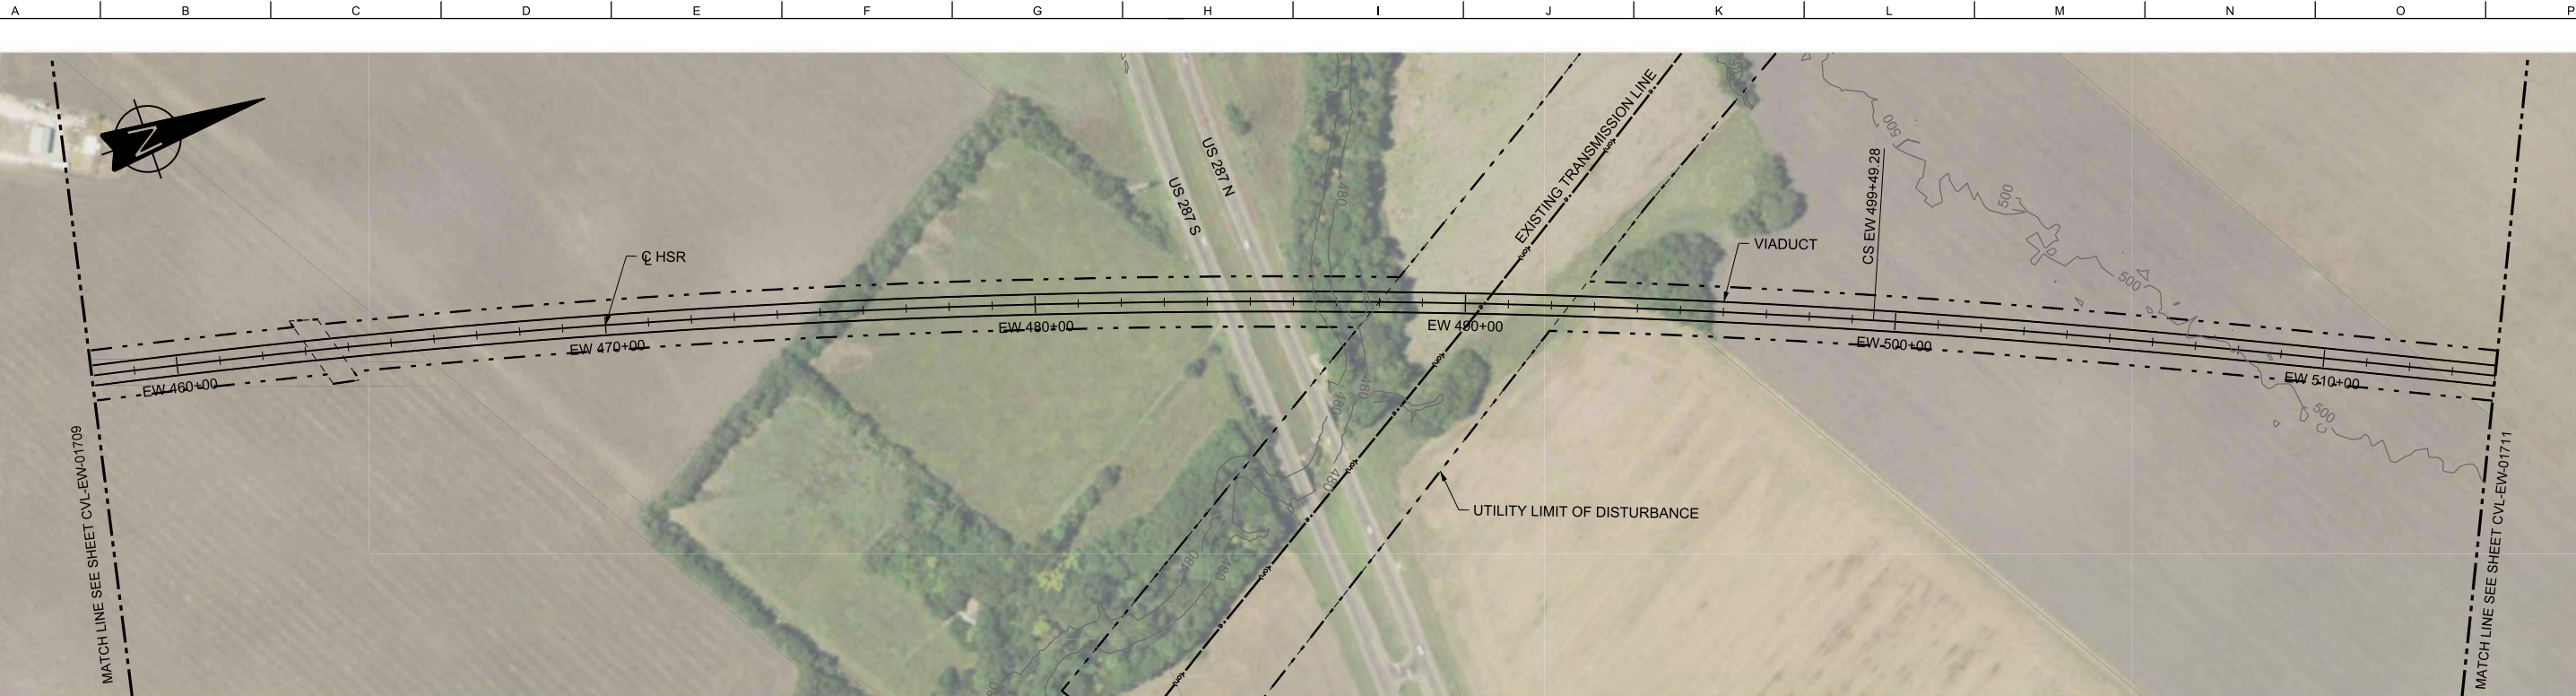 A B C D E F G H I J K L M N O P
N
US 287 N
US 287 S
480
EXISTING TRANSMISSION LINE
500
CS EW 499+49.28
500
VIADUCT
℄ HSR
500
EW 460+00
EW 470+00
EW 480+00
EW 490+00
EW 500+00
EW 510+00
480
480
500
480
UTILITY LIMIT OF DISTURBANCE
480
480
MATCH LINE SEE SHEET CVL-EW-01709
MATCH LINE SEE SHEET CVL-EW-01711